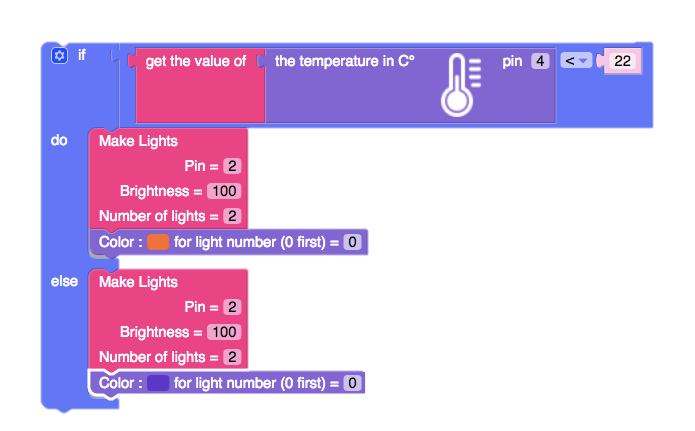 if get the value of the temperature in C° pin 4 < 22
do Make Lights
Pin = 2
Brightness = 100
Number of lights = 2
Color : for light number (0 first) = 0
else Make Lights
Pin = 2
Brightness = 100
Number of lights = 2
Color : for light number (0 first) = 0